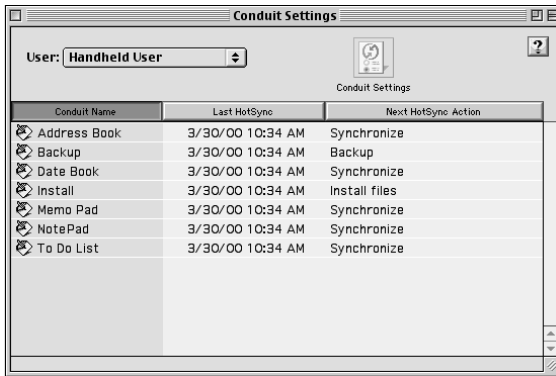 Conduit Settings
User: Handheld User
?
Conduit Settings
Conduit Name Last HotSync Next HotSync Action
Address Book 3/30/00 10:34 AM Synchronize
Backup 3/30/00 10:34 AM Backup
Date Book 3/30/00 10:34 AM Synchronize
Install 3/30/00 10:34 AM Install files
Memo Pad 3/30/00 10:34 AM Synchronize
NotePad 3/30/00 10:34 AM Synchronize
To Do List 3/30/00 10:34 AM Synchronize